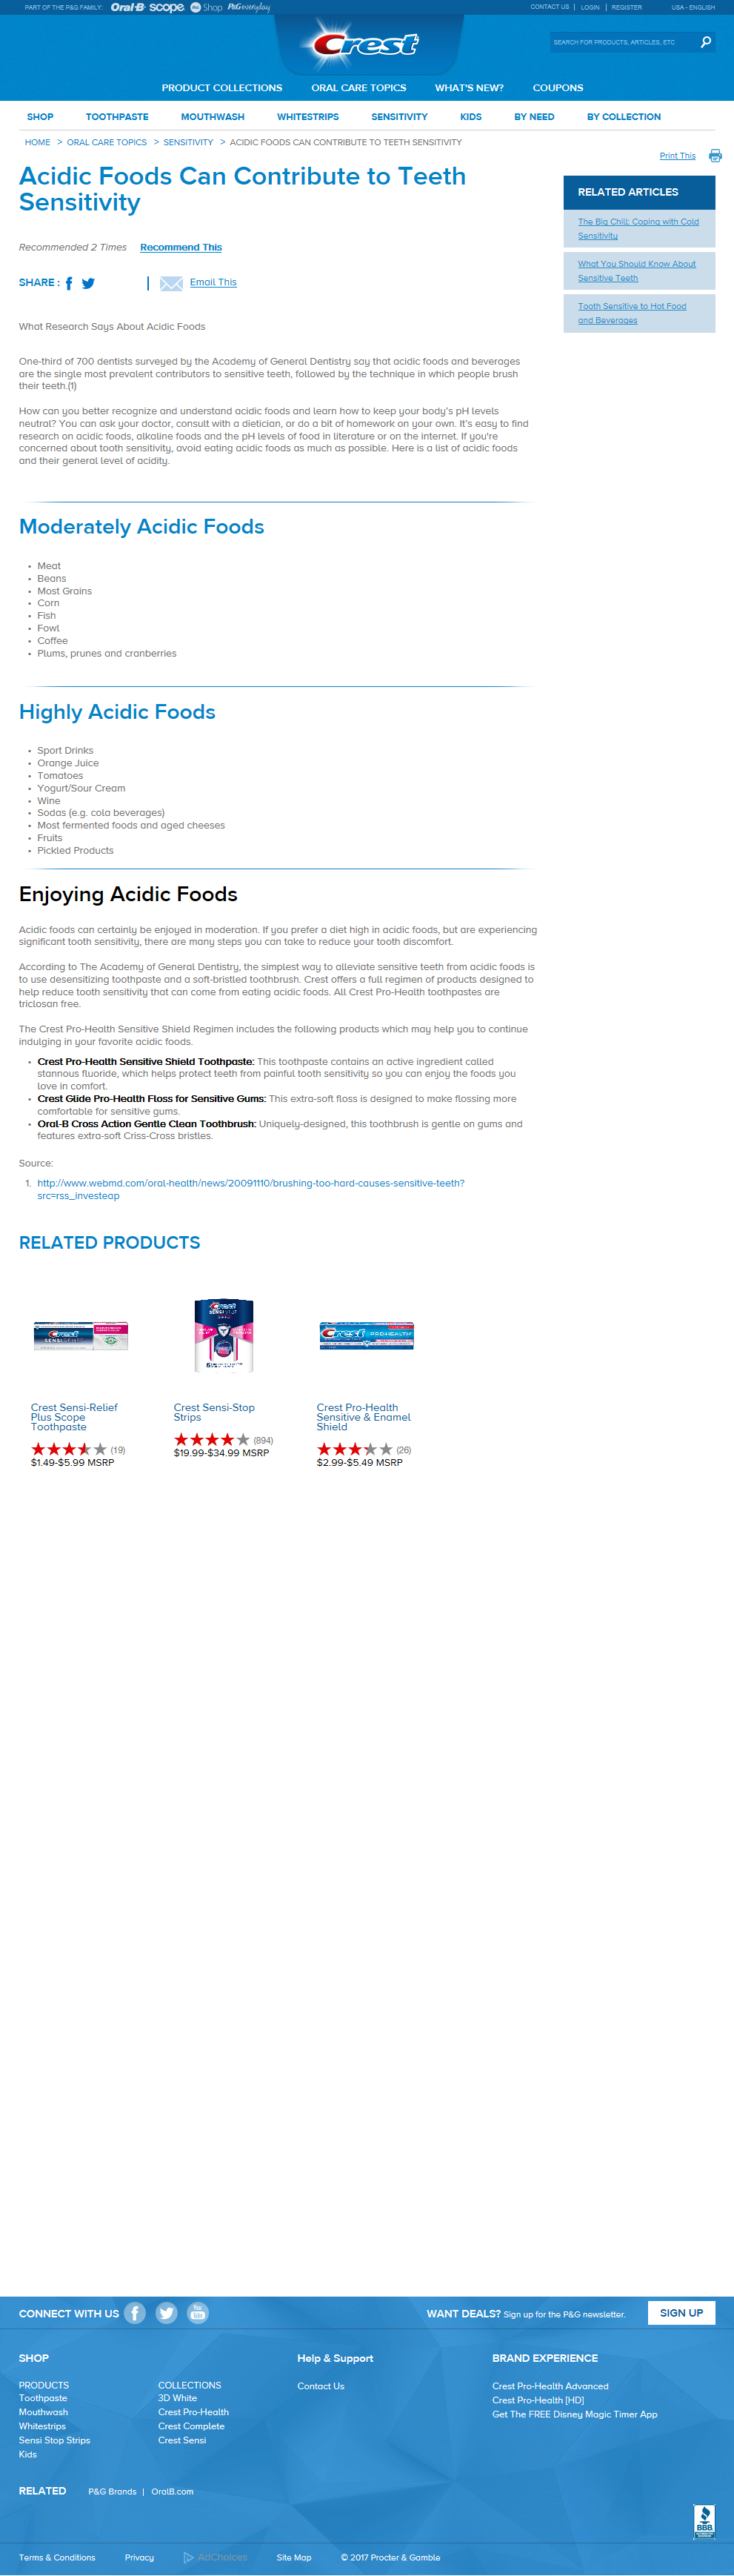 PART OF THE P&G FAMILY: Oral-B scope Shop P&G everyday
CONTACT US | LOGIN | REGISTER USA - ENGLISH
Crest
SEARCH FOR PRODUCTS, ARTICLES, ETC
PRODUCT COLLECTIONS ORAL CARE TOPICS WHAT'S NEW? COUPONS
SHOP TOOTHPASTE MOUTHWASH WHITESTRIPS SENSITIVITY KIDS BY NEED BY COLLECTION
HOME > ORAL CARE TOPICS > SENSITIVITY > ACIDIC FOODS CAN CONTRIBUTE TO TEETH SENSITIVITY
Print This
Acidic Foods Can Contribute to Teeth
Sensitivity
Recommended 2 Times Recommend This
SHARE : | Email This
RELATED ARTICLES
The Big Chill: Coping with Cold
Sensitivity
What You Should Know About
Sensitive Teeth
Tooth Sensitive to Hot Food
and Beverages
What Research Says About Acidic Foods
One-third of 700 dentists surveyed by the Academy of General Dentistry say that acidic foods and beverages
are the single most prevalent contributors to sensitive teeth, followed by the technique in which people brush
their teeth.(1)
How can you better recognize and understand acidic foods and learn how to keep your body's pH levels
neutral? You can ask your doctor, consult with a dietician, or do a bit of homework on your own. It's easy to find
research on acidic foods, alkaline foods and the pH levels of food in literature or on the internet. If you're
concerned about tooth sensitivity, avoid eating acidic foods as much as possible. Here is a list of acidic foods
and their general level of acidity.
Moderately Acidic Foods
• Meat
• Beans
• Most Grains
• Corn
• Fish
• Fowl
• Coffee
• Plums, prunes and cranberries
Highly Acidic Foods
• Sport Drinks
• Orange Juice
• Tomatoes
• Yogurt/Sour Cream
• Wine
• Sodas (e.g. cola beverages)
• Most fermented foods and aged cheeses
• Fruits
• Pickled Products
Enjoying Acidic Foods
Acidic foods can certainly be enjoyed in moderation. If you prefer a diet high in acidic foods, but are experiencing
significant tooth sensitivity, there are many steps you can take to reduce your tooth discomfort.
According to The Academy of General Dentistry, the simplest way to alleviate sensitive teeth from acidic foods is
to use desensitizing toothpaste and a soft-bristled toothbrush. Crest offers a full regimen of products designed to
help reduce tooth sensitivity that can come from eating acidic foods. All Crest Pro-Health toothpastes are
triclosan free.
The Crest Pro-Health Sensitive Shield Regimen includes the following products which may help you to continue
indulging in your favorite acidic foods.
• Crest Pro-Health Sensitive Shield Toothpaste: This toothpaste contains an active ingredient called
stannous fluoride, which helps protect teeth from painful tooth sensitivity so you can enjoy the foods you
love in comfort.
• Crest Glide Pro-Health Floss for Sensitive Gums: This extra-soft floss is designed to make flossing more
comfortable for sensitive gums.
• Oral-B Cross Action Gentle Clean Toothbrush: Uniquely-designed, this toothbrush is gentle on gums and
features extra-soft Criss-Cross bristles.
Source:
1. http://www.webmd.com/oral-health/news/20091110/brushing-too-hard-causes-sensitive-teeth?
src=rss_investeap
RELATED PRODUCTS
Crest SENSI
Crest SENSI-STOP
Crest PRO-HEALTH
Crest Sensi-Relief
Plus Scope
Toothpaste
(19)
$1.49-$5.99 MSRP
Crest Sensi-Stop
Strips
(894)
$19.99-$34.99 MSRP
Crest Pro-Health
Sensitive & Enamel
Shield
(26)
$2.99-$5.49 MSRP
CONNECT WITH US You Tube
WANT DEALS? Sign up for the P&G newsletter. SIGN UP
SHOP
PRODUCTS
Toothpaste
Mouthwash
Whitestrips
Sensi Stop Strips
Kids
COLLECTIONS
3D White
Crest Pro-Health
Crest Complete
Crest Sensi
Help & Support
Contact Us
BRAND EXPERIENCE
Crest Pro-Health Advanced
Crest Pro-Health [HD]
Get The FREE Disney Magic Timer App
RELATED P&G Brands | OralB.com
BBB
Terms & Conditions Privacy AdChoices Site Map © 2017 Procter & Gamble